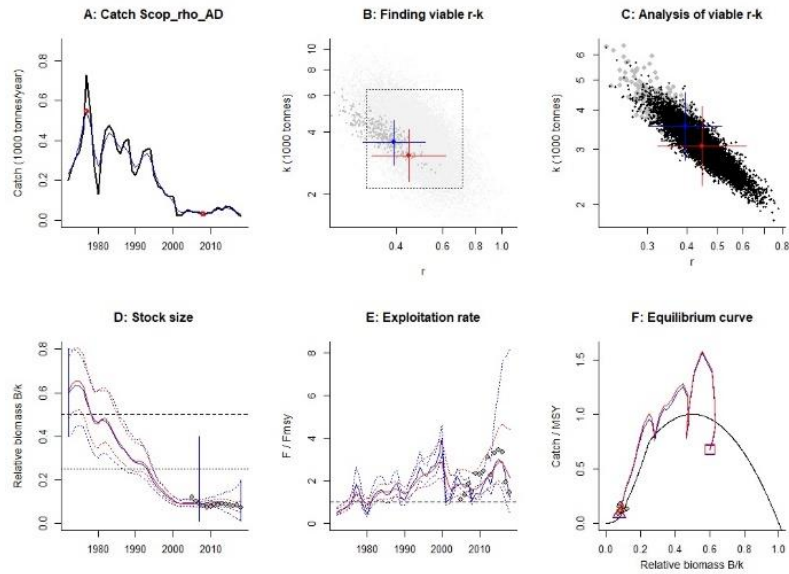 A: Catch Scop_rho_AD
B: Finding viable r-k
C: Analysis of viable r-k
Catch (1000 tonnes/year)
0.0 0.2 0.4 0.6 0.8
1980 1990 2000 2010
k (1000 tonnes)
2 4 6 8 10
0.4 0.6 0.8 1.0
r
k (1000 tonnes)
2 3 4 5 6
0.3 0.4 0.5 0.6 0.8
r
D: Stock size
E: Exploitation rate
F: Equilibrium curve
Relative biomass B/k
0.0 0.2 0.4 0.6 0.8
1980 1990 2000 2010
F / Fmsy
0 2 4 6 8
1980 1990 2000 2010
Catch / MSY
0.0 0.5 1.0 1.5
0.0 0.2 0.4 0.6 0.8 1.0
Relative biomass B/k